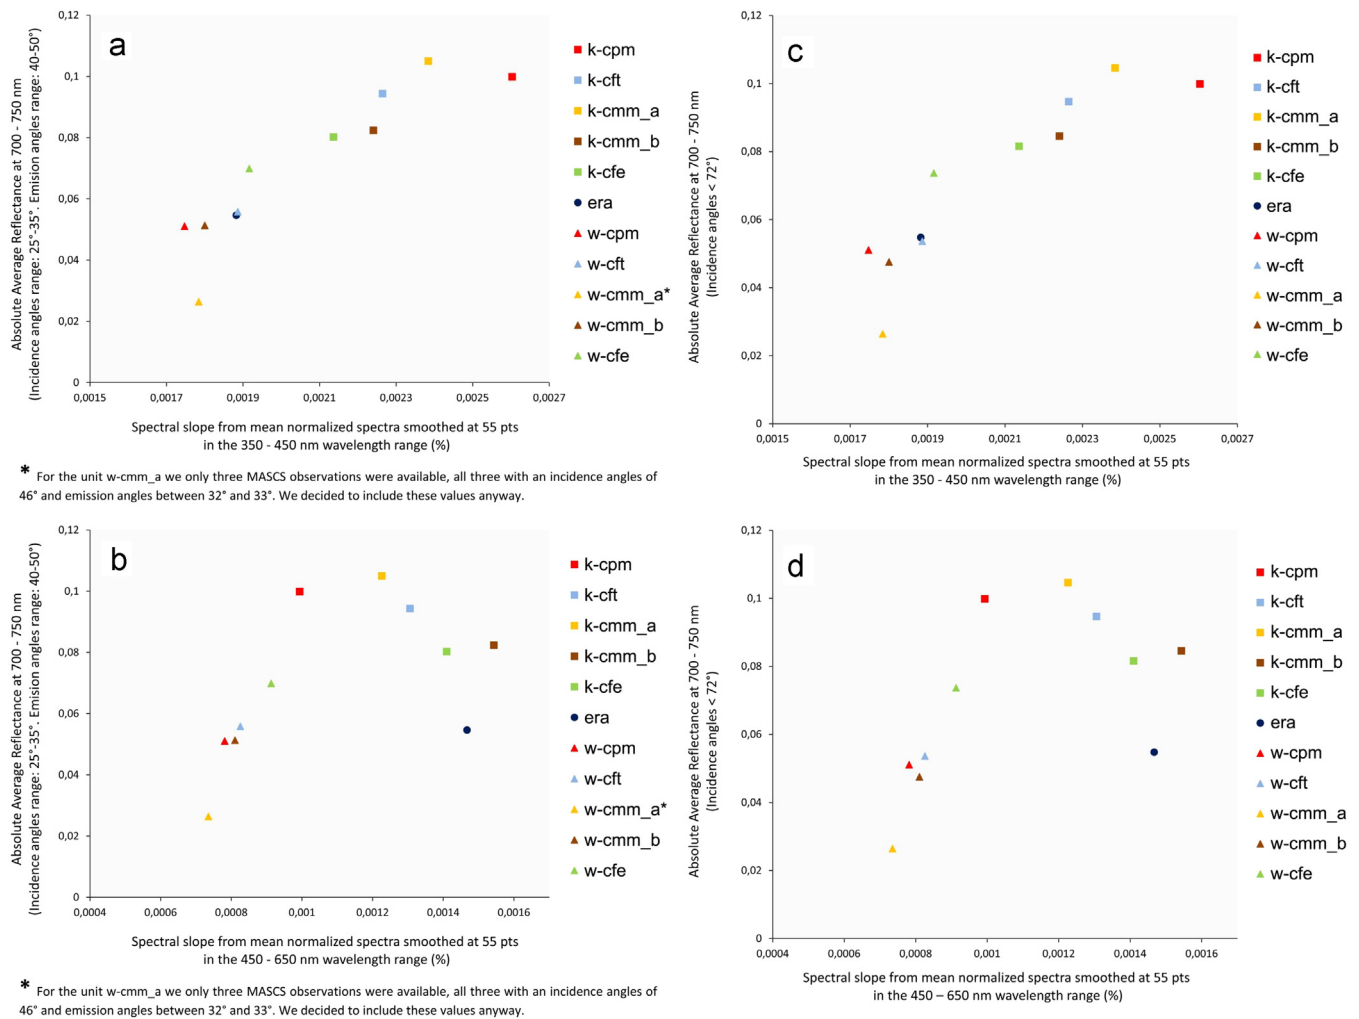 a
Absolute Average Reflectance at 700 - 750 nm
(Incidence angles range: 25°-35°. Emision angles range: 40-50°)
0,12
0,1
0,08
0,06
0,04
0,02
0
0,0015 0,0017 0,0019 0,0021 0,0023 0,0025 0,0027
Spectral slope from mean normalized spectra smoothed at 55 pts
in the 350 - 450 nm wavelength range (%)
k-cpm
k-cft
k-cmm_a
k-cmm_b
k-cfe
era
w-cpm
w-cft
w-cmm_a*
w-cmm_b
w-cfe
* For the unit w-cmm_a we only three MASCS observations were available, all three with an incidence angles of
46° and emission angles between 32° and 33°. We decided to include these values anyway.
c
Absolute Average Reflectance at 700 - 750 nm
(Incidence angles < 72°)
0,12
0,1
0,08
0,06
0,04
0,02
0
0,0015 0,0017 0,0019 0,0021 0,0023 0,0025 0,0027
Spectral slope from mean normalized spectra smoothed at 55 pts
in the 350 - 450 nm wavelength range (%)
k-cpm
k-cft
k-cmm_a
k-cmm_b
k-cfe
era
w-cpm
w-cft
w-cmm_a
w-cmm_b
w-cfe
b
Absolute Average Reflectance at 700 - 750 nm
(Incidence angles range: 25°-35°. Emision angles range: 40-50°)
0,12
0,1
0,08
0,06
0,04
0,02
0
0,0004 0,0006 0,0008 0,001 0,0012 0,0014 0,0016
Spectral slope from mean normalized spectra smoothed at 55 pts
in the 450 - 650 nm wavelength range (%)
k-cpm
k-cft
k-cmm_a
k-cmm_b
k-cfe
era
w-cpm
w-cft
w-cmm_a*
w-cmm_b
w-cfe
* For the unit w-cmm_a we only three MASCS observations were available, all three with an incidence angles of
46° and emission angles between 32° and 33°. We decided to include these values anyway.
d
Absolute Average Reflectance at 700 - 750 nm
(Incidence angles < 72°)
0,12
0,1
0,08
0,06
0,04
0,02
0
0,0004 0,0006 0,0008 0,001 0,0012 0,0014 0,0016
Spectral slope from mean normalized spectra smoothed at 55 pts
in the 450 – 650 nm wavelength range (%)
k-cpm
k-cft
k-cmm_a
k-cmm_b
k-cfe
era
w-cpm
w-cft
w-cmm_a
w-cmm_b
w-cfe